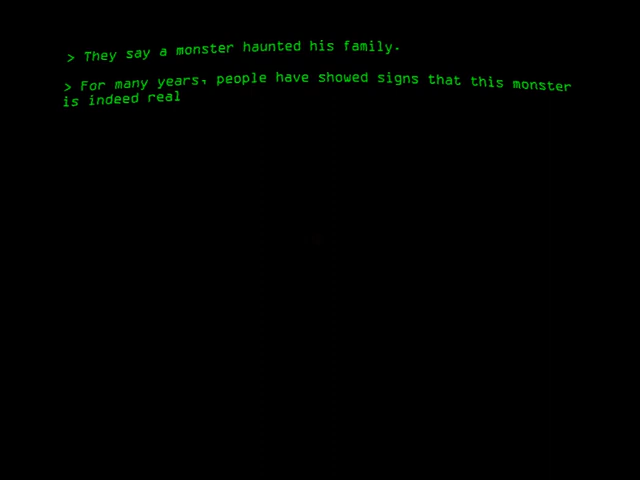 > They say a monster haunted his family.
> For many years, people have showed signs that this monster
is indeed real